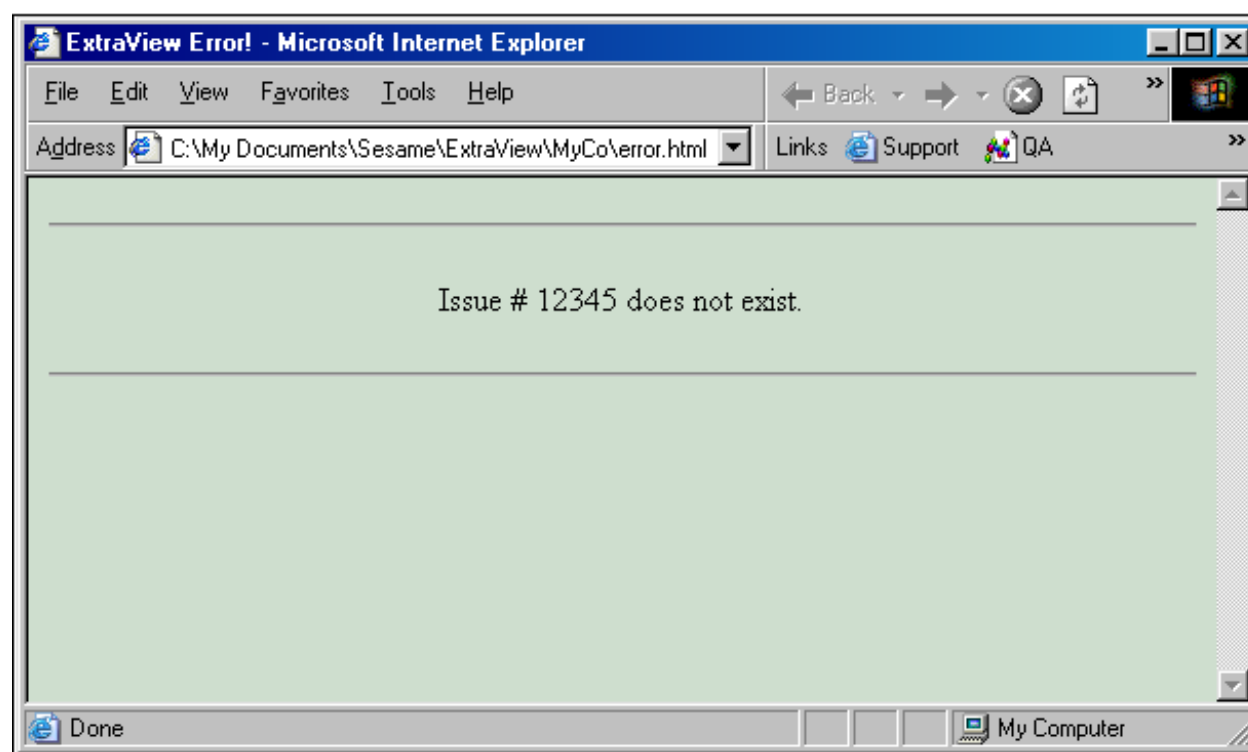 ExtraView Error! - Microsoft Internet Explorer
File Edit View Favorites Tools Help Back »
Address C:\My Documents\Sesame\ExtraView\MyCo\error.html Links Support QA »
Issue # 12345 does not exist.
Done My Computer